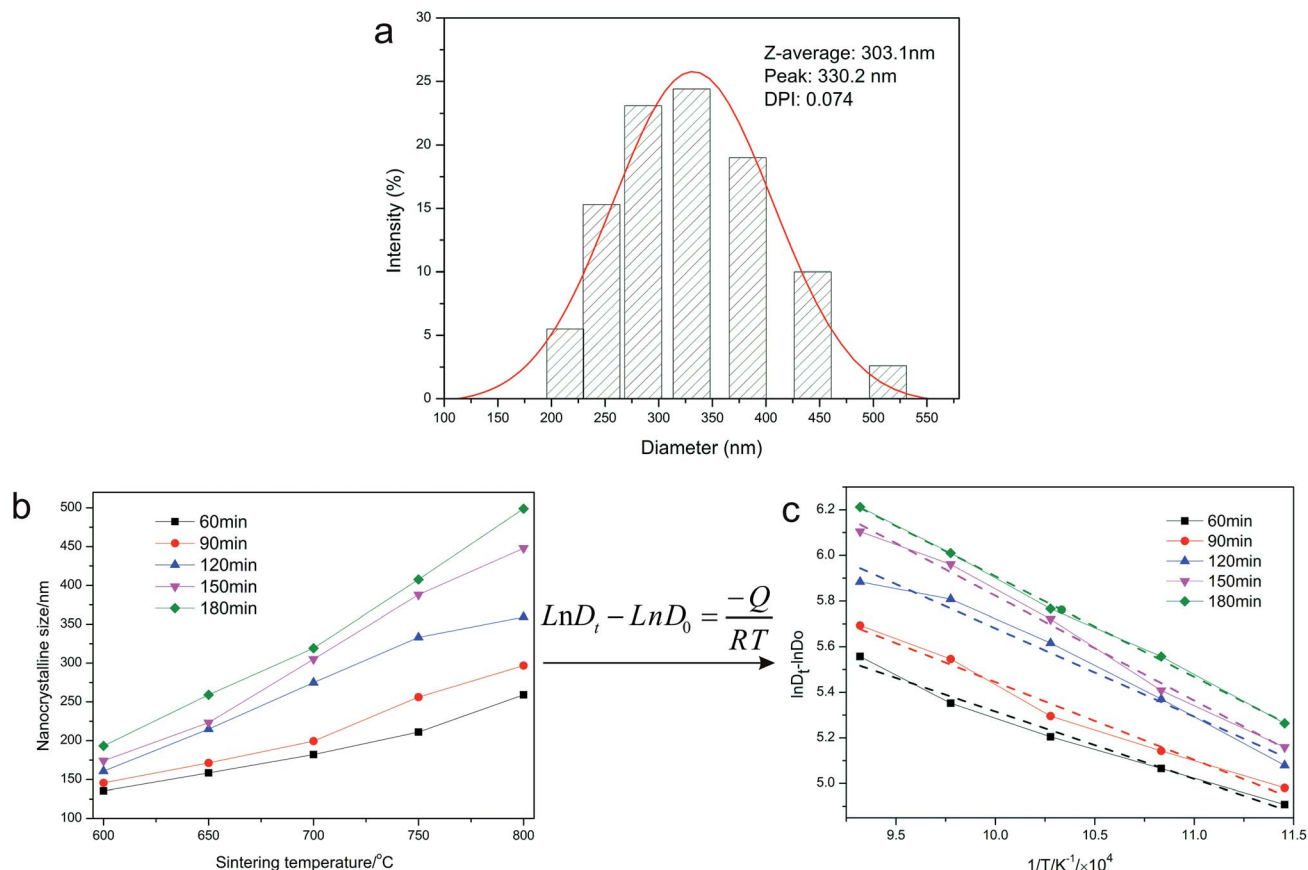 a
30
25
20
15
10
5
0
Intensity (%)
Z-average: 303.1nm
Peak: 330.2 nm
DPI: 0.074
100 150 200 250 300 350 400 450 500 550
Diameter (nm)
b
500
450
400
350
300
250
200
150
100
Nanocrystalline size/nm
60min
90min
120min
150min
180min
600 650 700 750 800
Sintering temperature/°C
LnD_t − LnD_0 = −Q / RT
c
6.2
6.0
5.8
5.6
5.4
5.2
5.0
lnD_t-lnDo
60min
90min
120min
150min
180min
9.5 10.0 10.5 11.0 11.5
1/T/K⁻¹/×10⁴